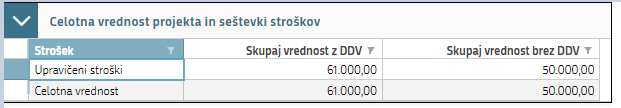 Celotna vrednost projekta in seštevki stroškov
Strošek Skupaj vrednost z DDV Skupaj vrednost brez DDV
Upravičeni stroški 61.000,00 50.000,00
Celotna vrednost 61.000,00 50.000,00